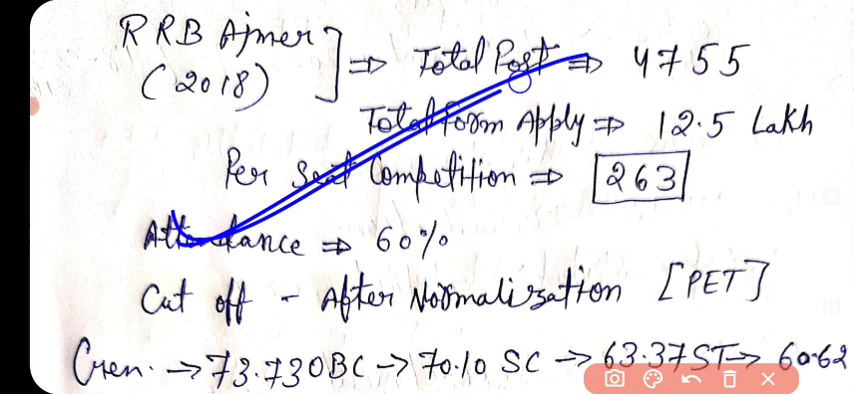 RRB Ajmer ] ⇒ Total Post ⇒ 4755
(2018)
Total form Apply ⇒ 12.5 Lakh
Per Seat Competition ⇒ 263
Attendance ⇒ 60%
Cut off - After Normalization [PET]
Gen. → 73.73 OBC → 70.10 SC → 63.37 ST → 60.62